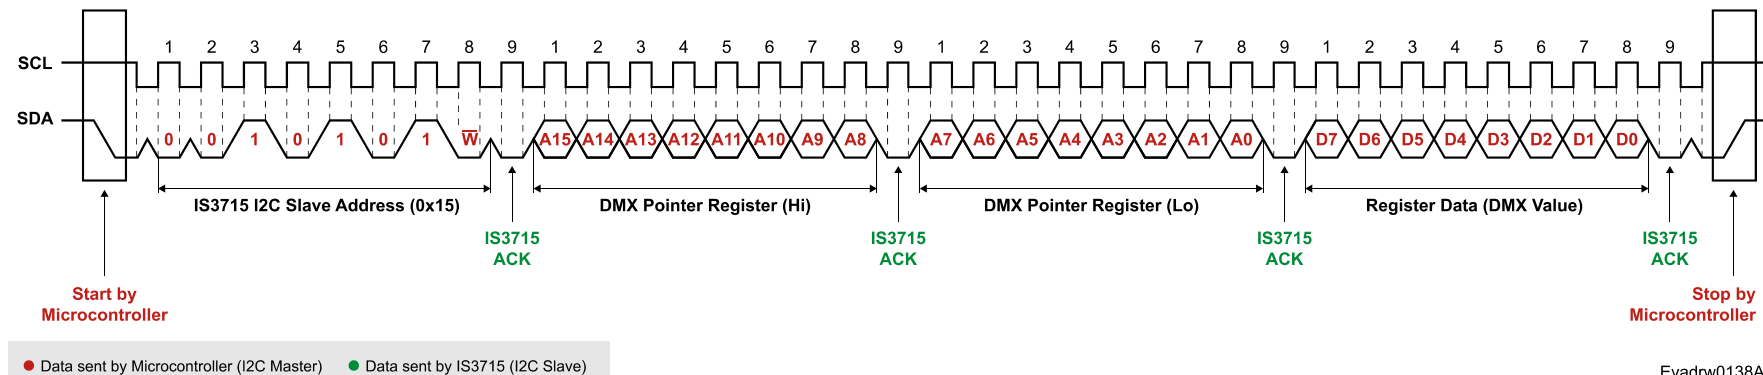 1 2 3 4 5 6 7 8 9 1 2 3 4 5 6 7 8 9 1 2 3 4 5 6 7 8 9 1 2 3 4 5 6 7 8 9
SCL
SDA
0 0 1 0 1 0 1 W̅ A15 A14 A13 A12 A11 A10 A9 A8 A7 A6 A5 A4 A3 A2 A1 A0 D7 D6 D5 D4 D3 D2 D1 D0
IS3715 I2C Slave Address (0x15) DMX Pointer Register (Hi) DMX Pointer Register (Lo) Register Data (DMX Value)
IS3715 IS3715 IS3715 IS3715
ACK ACK ACK ACK
Start by Stop by
Microcontroller Microcontroller
Data sent by Microcontroller (I2C Master) Data sent by IS3715 (I2C Slave)
Evadrw0138A